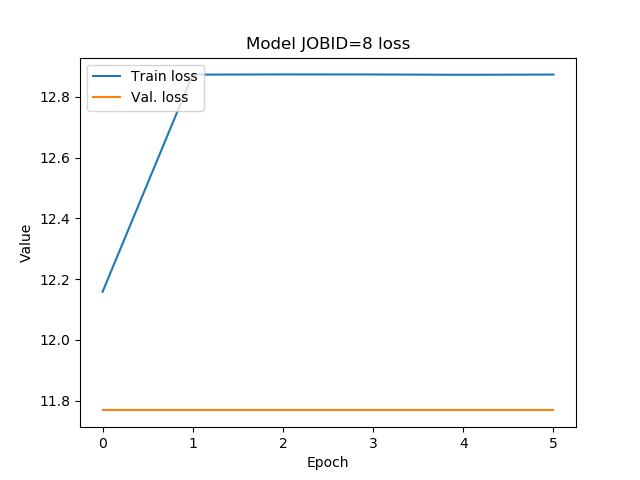 Model JOBID=8 loss
Train loss
Val. loss
12.8
12.6
12.4
12.2
12.0
11.8
Value
0 1 2 3 4 5
Epoch